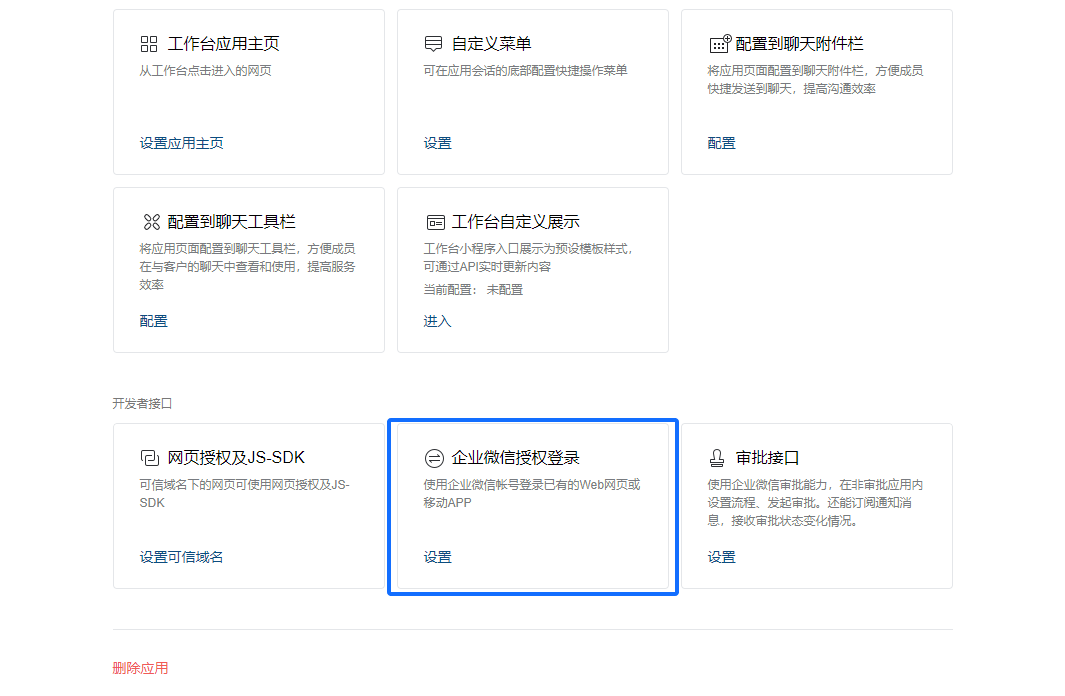 工作台应用主页
从工作台点击进入的网页
设置应用主页
自定义菜单
可在应用会话的底部配置快捷操作菜单
设置
配置到聊天附件栏
将应用页面配置到聊天附件栏，方便成员
快捷发送到聊天，提高沟通效率
配置
配置到聊天工具栏
将应用页面配置到聊天工具栏，方便成员
在与客户的聊天中查看和使用，提高服务
效率
配置
工作台自定义展示
工作台小程序入口展示为预设模板样式，
可通过API实时更新内容
当前配置： 未配置
进入
开发者接口
网页授权及JS-SDK
可信域名下的网页可使用网页授权及JS-
SDK
设置可信域名
企业微信授权登录
使用企业微信帐号登录已有的Web网页或
移动APP
设置
审批接口
使用企业微信审批能力，在非审批应用内
设置流程、发起审批。还能订阅通知消
息，接收审批状态变化情况。
设置
删除应用